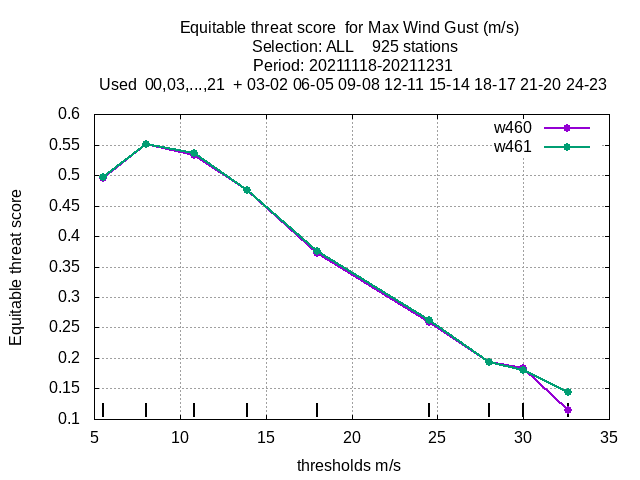 Equitable threat score  for Max Wind Gust (m/s)
Selection: ALL    925 stations
Period: 20211118-20211231
Used  00,03,...,21  + 03-02 06-05 09-08 12-11 15-14 18-17 21-20 24-23
w460
w461
0.6
0.55
0.5
0.45
0.4
0.35
0.3
0.25
0.2
0.15
0.1
Equitable threat score
5 10 15 20 25 30 35
thresholds m/s